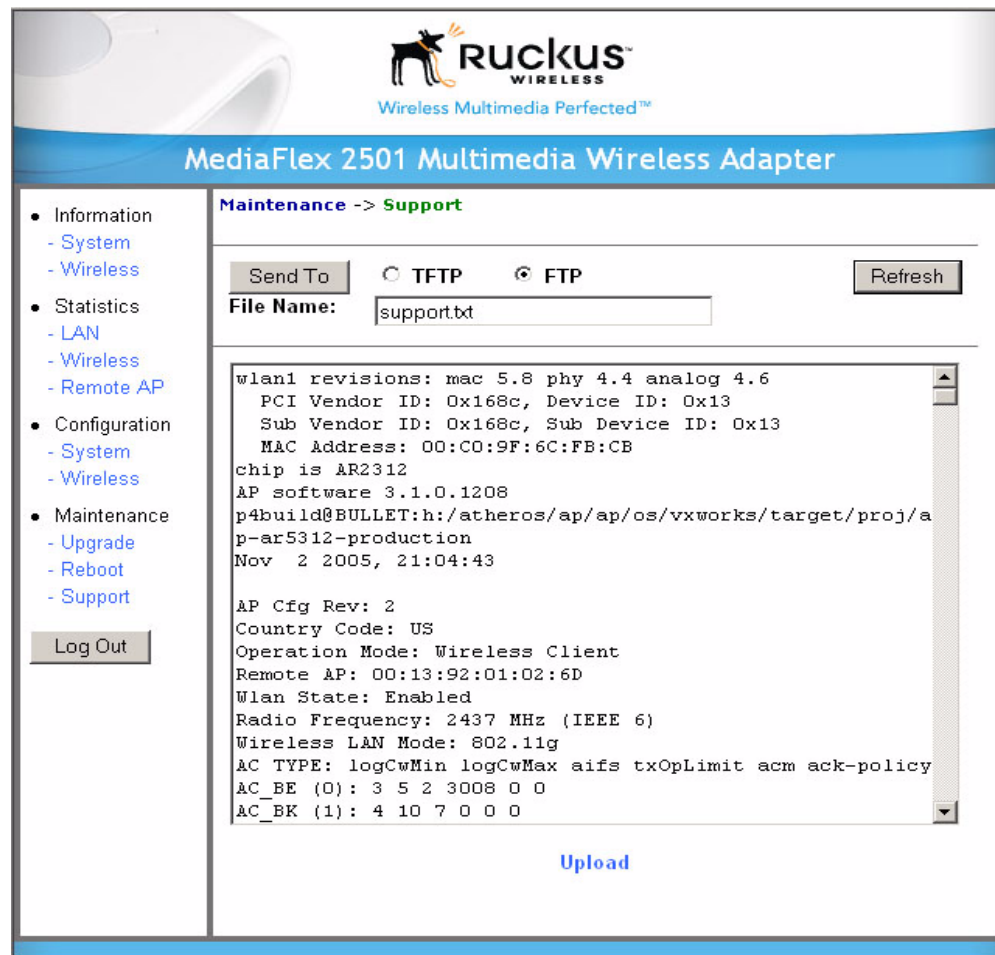 RUCKUS™
WIRELESS
Wireless Multimedia Perfected™
MediaFlex 2501 Multimedia Wireless Adapter
• Information
- System
- Wireless
• Statistics
- LAN
- Wireless
- Remote AP
• Configuration
- System
- Wireless
• Maintenance
- Upgrade
- Reboot
- Support
Log Out
Maintenance -> Support
Send To TFTP FTP Refresh
File Name: support.txt
wlan1 revisions: mac 5.8 phy 4.4 analog 4.6
PCI Vendor ID: 0x168c, Device ID: 0x13
Sub Vendor ID: 0x168c, Sub Device ID: 0x13
MAC Address: 00:C0:9F:6C:FB:CB
chip is AR2312
AP software 3.1.0.1208
p4build@BULLET:h:/atheros/ap/ap/os/vxworks/target/proj/a
p-ar5312-production
Nov  2 2005, 21:04:43
AP Cfg Rev: 2
Country Code: US
Operation Mode: Wireless Client
Remote AP: 00:13:92:01:02:6D
Wlan State: Enabled
Radio Frequency: 2437 MHz (IEEE 6)
Wireless LAN Mode: 802.11g
AC TYPE: logCwMin logCwMax aifs txOpLimit acm ack-policy
AC_BE (0): 3 5 2 3008 0 0
AC_BK (1): 4 10 7 0 0 0
Upload